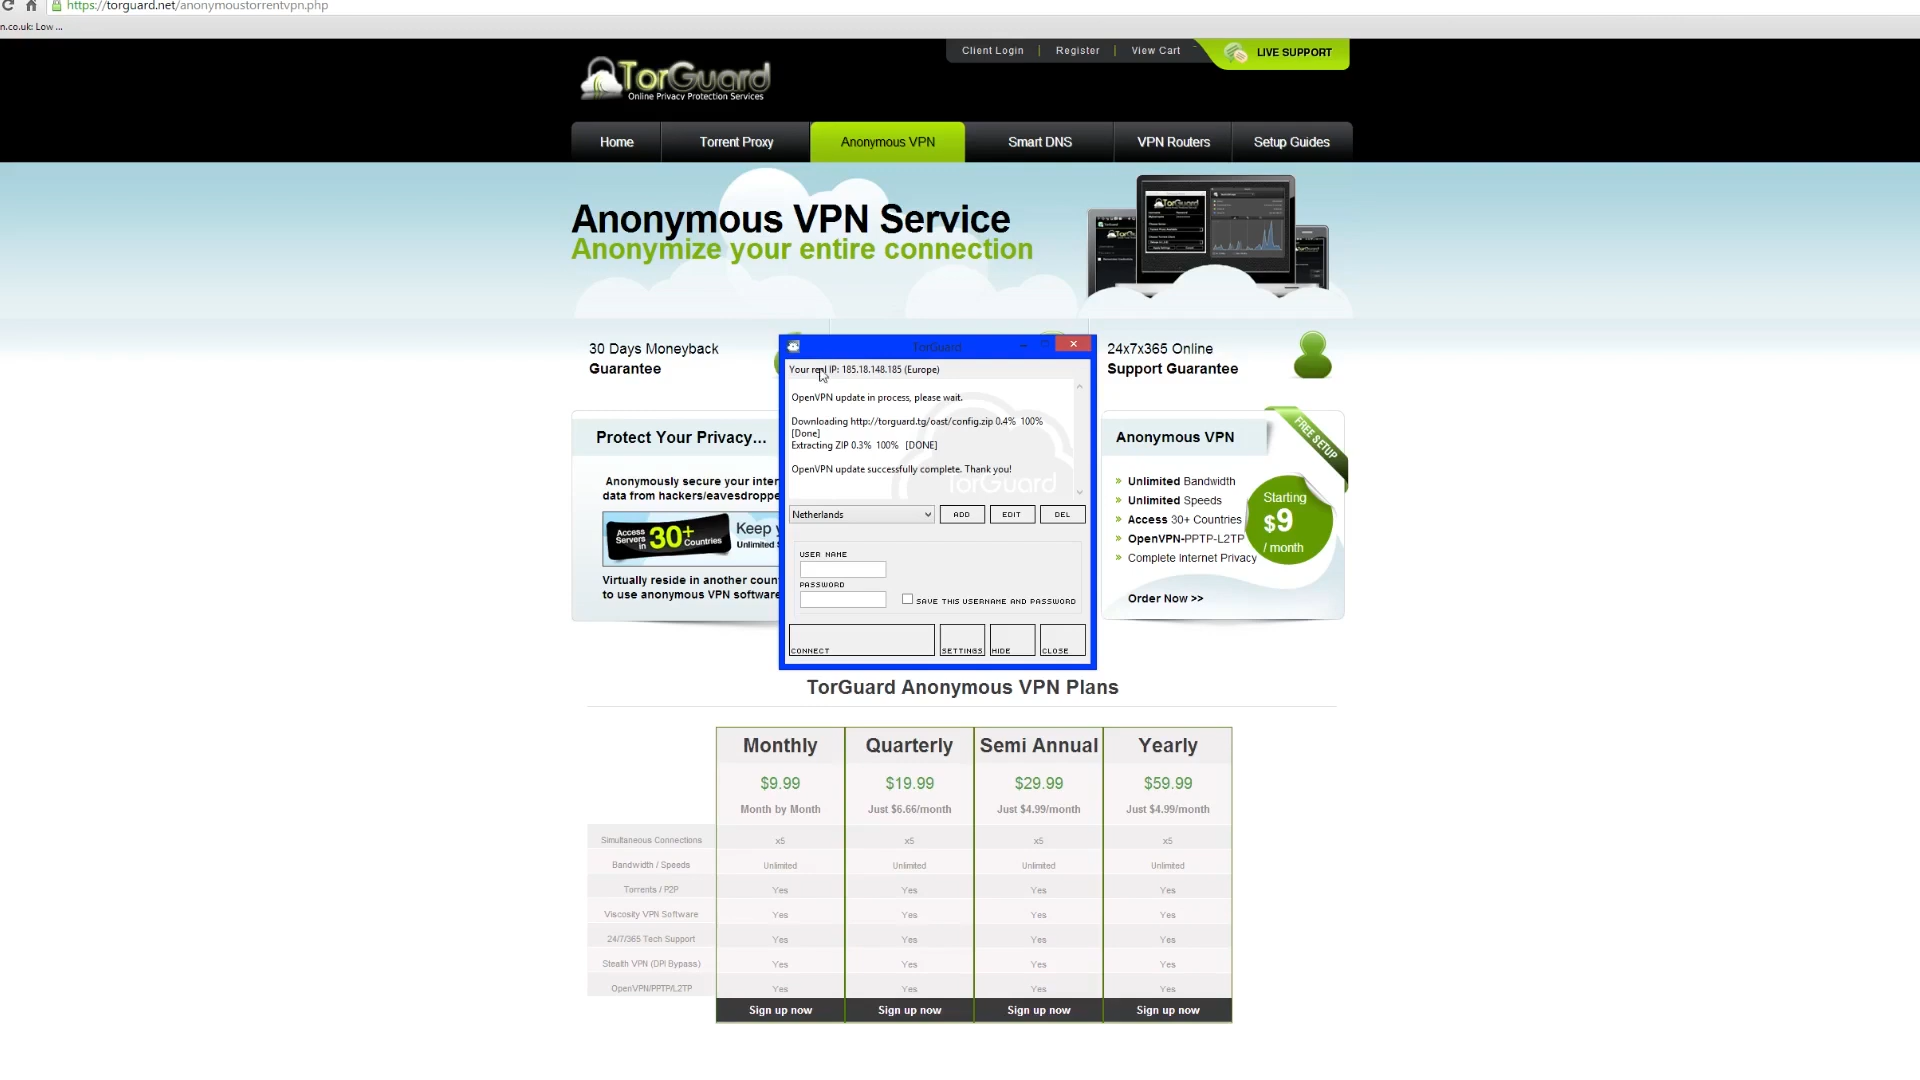 https://torguard.net/anonymoustorrentvpn.php
n.co.uk: Low ...
Client Login | Register | View Cart
LIVE SUPPORT
TorGuard
Online Privacy Protection Services
Home
Torrent Proxy
Anonymous VPN
Smart DNS
VPN Routers
Setup Guides
Anonymous VPN Service
Anonymize your entire connection
30 Days Moneyback
Guarantee
24x7x365 Online
Support Guarantee
TorGuard
Your real IP: 185.18.148.185 (Europe)
OpenVPN update in process, please wait.
Downloading http://torguard.tg/oast/config.zip 0.4% 100%
[Done]
Extracting ZIP 0.3% 100% [DONE]
OpenVPN update successfully complete. Thank you!
TorGuard
Netherlands
ADD
EDIT
DEL
USER NAME
PASSWORD
SAVE THIS USERNAME AND PASSWORD
CONNECT
SETTINGS
HIDE
CLOSE
Protect Your Privacy...
Anonymously secure your inter
data from hackers/eavesdroppe
Access
Servers in 30+ Countries
Keep y
Unlimited
Virtually reside in another coun
to use anonymous VPN software
Anonymous VPN
FREE SETUP
» Unlimited Bandwidth
» Unlimited Speeds
» Access 30+ Countries
» OpenVPN-PPTP-L2TP
» Complete Internet Privacy
Starting
$9
/ month
Order Now >>
TorGuard Anonymous VPN Plans
Monthly Quarterly Semi Annual Yearly
$9.99 $19.99 $29.99 $59.99
Month by Month Just $6.66/month Just $4.99/month Just $4.99/month
Simultaneous Connections x5 x5 x5 x5
Bandwidth / Speeds Unlimited Unlimited Unlimited Unlimited
Torrents / P2P Yes Yes Yes Yes
Viscosity VPN Software Yes Yes Yes Yes
24/7/365 Tech Support Yes Yes Yes Yes
Stealth VPN (DPI Bypass) Yes Yes Yes Yes
OpenVPN/PPTP/L2TP Yes Yes Yes Yes
Sign up now Sign up now Sign up now Sign up now